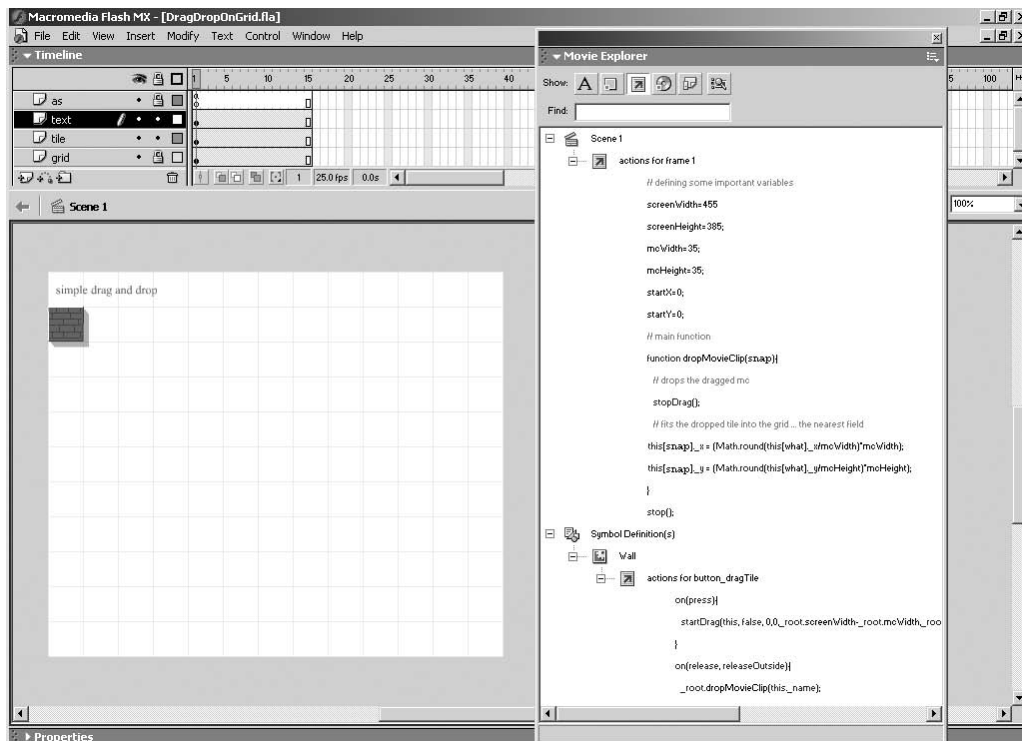 Macromedia Flash MX - [DragDropOnGrid.fla]
File Edit View Insert Modify Text Control Window Help
Timeline
1 5 10 15 20 25 30 35 40
as
text
tile
grid
1 25.0 fps 0.0s
Scene 1
simple drag and drop
Properties
Movie Explorer
Show: A
Find:
Scene 1
actions for frame 1
// defining some important variables
screenWidth=455
screenHeight=385;
mcWidth=35;
mcHeight=35;
startX=0;
startY=0;
// main function
function dropMovieClip(snap){
// drops the dragged mc
stopDrag();
// fits the dropped tile into the grid ... the nearest field
this[snap]._x = (Math.round(this[what]._x/mcWidth)*mcWidth);
this[snap]._y = (Math.round(this[what]._y/mcHeight)*mcHeight);
}
stop();
Symbol Definition(s)
Wall
actions for button_dragTile
on(press){
startDrag(this, false, 0,0,_root.screenWidth-_root.mcWidth,_roo
}
on(release, releaseOutside){
_root.dropMovieClip(this._name);
5 100
100%